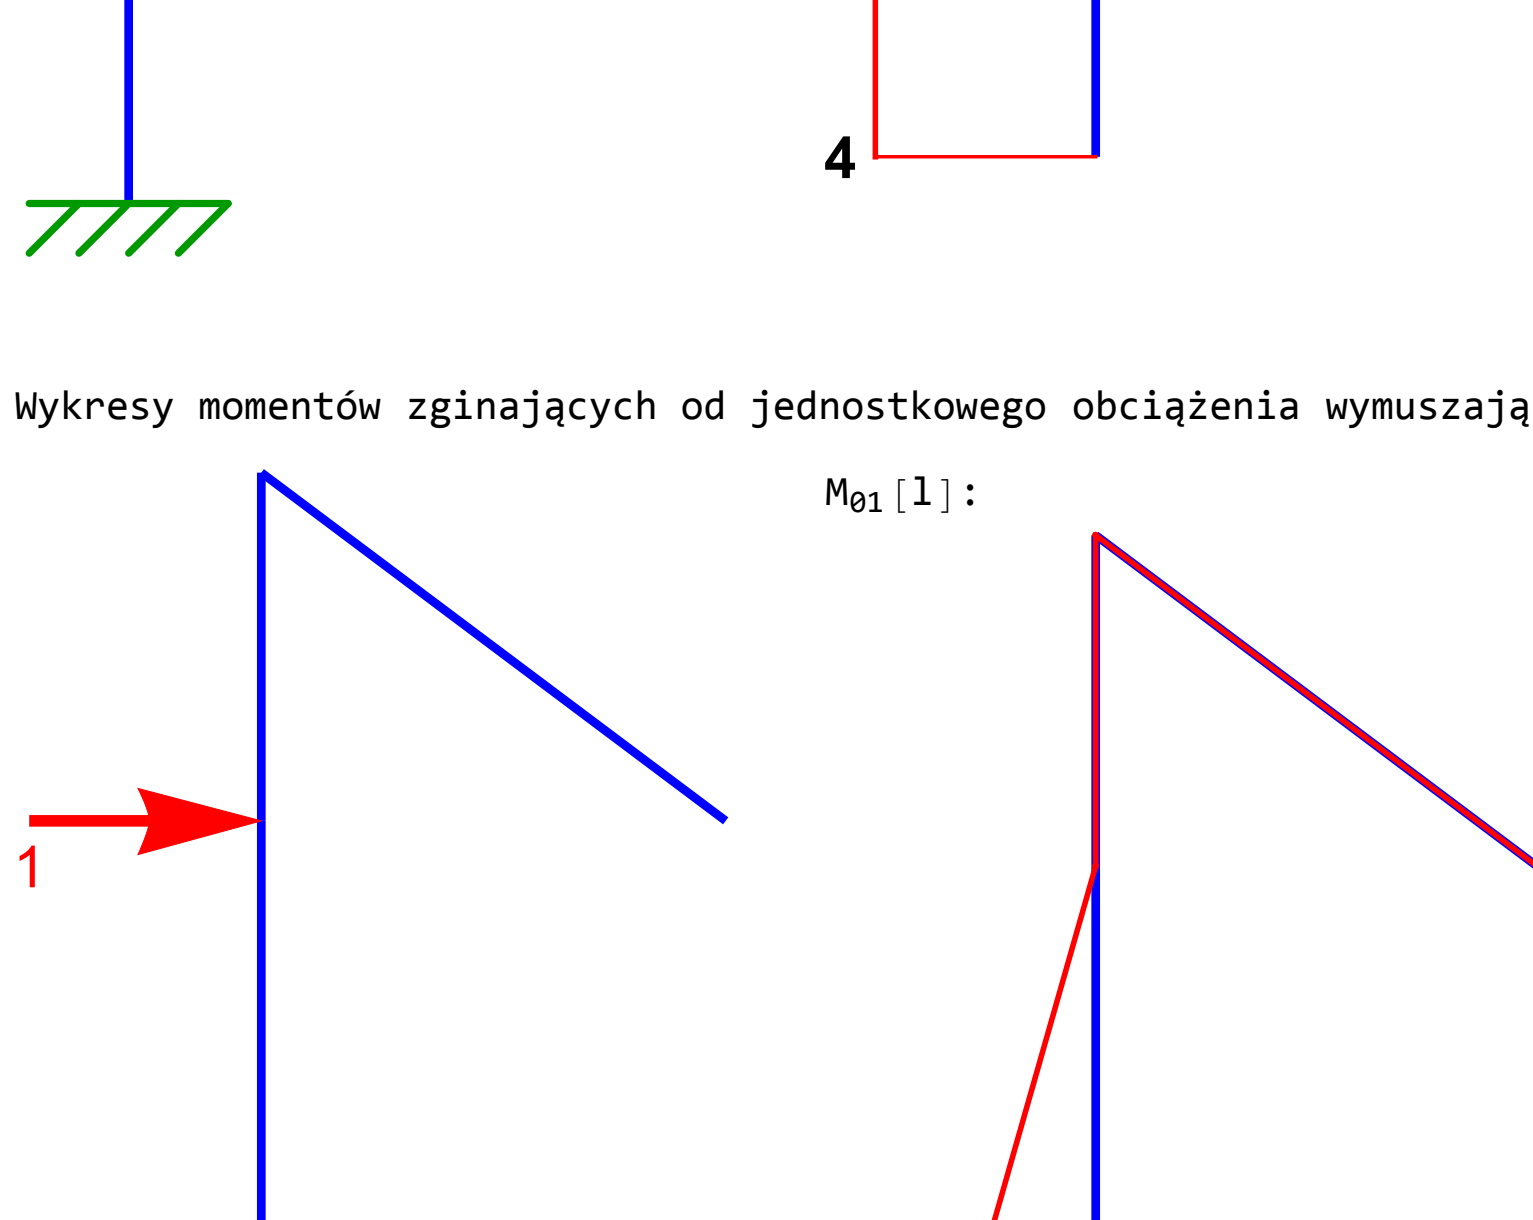 4
Wykresy momentów zginających od jednostkowego obciążenia wymuszają
M₀₁[l]:
1